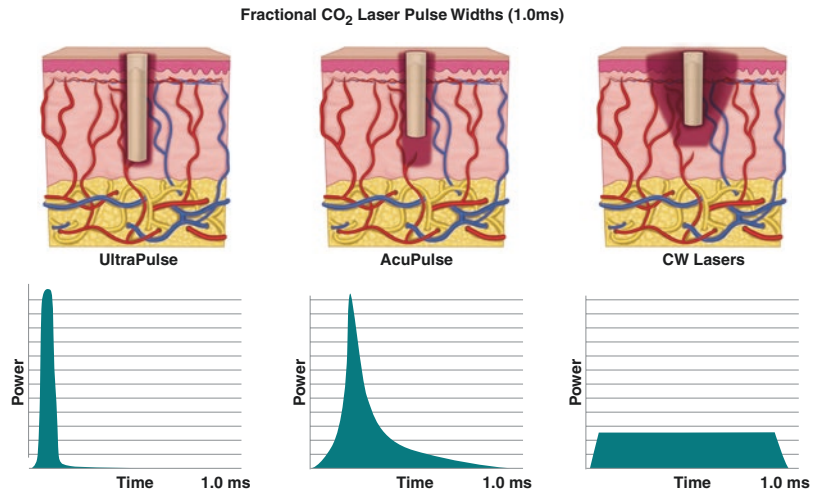 Fractional CO₂ Laser Pulse Widths (1.0ms)
UltraPulse
AcuPulse
CW Lasers
Power
Time
1.0 ms
Power
Time
1.0 ms
Power
Time
1.0 ms